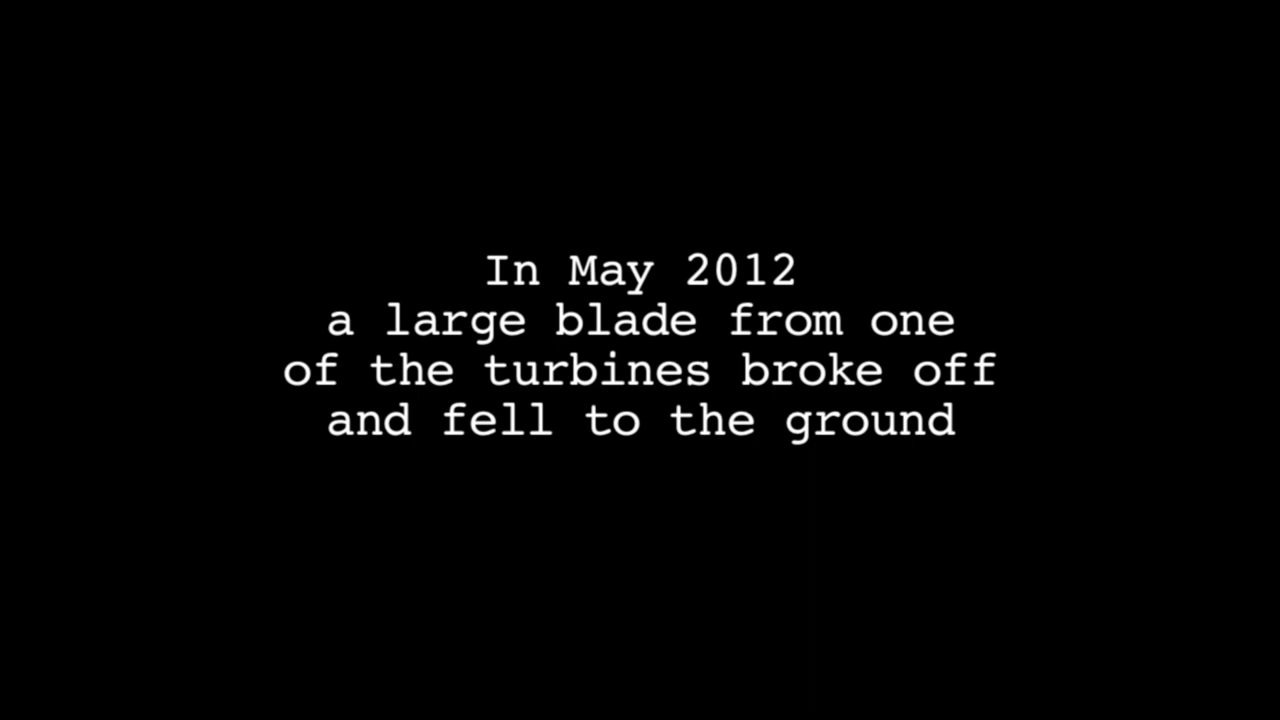 In May 2012
a large blade from one
of the turbines broke off
and fell to the ground